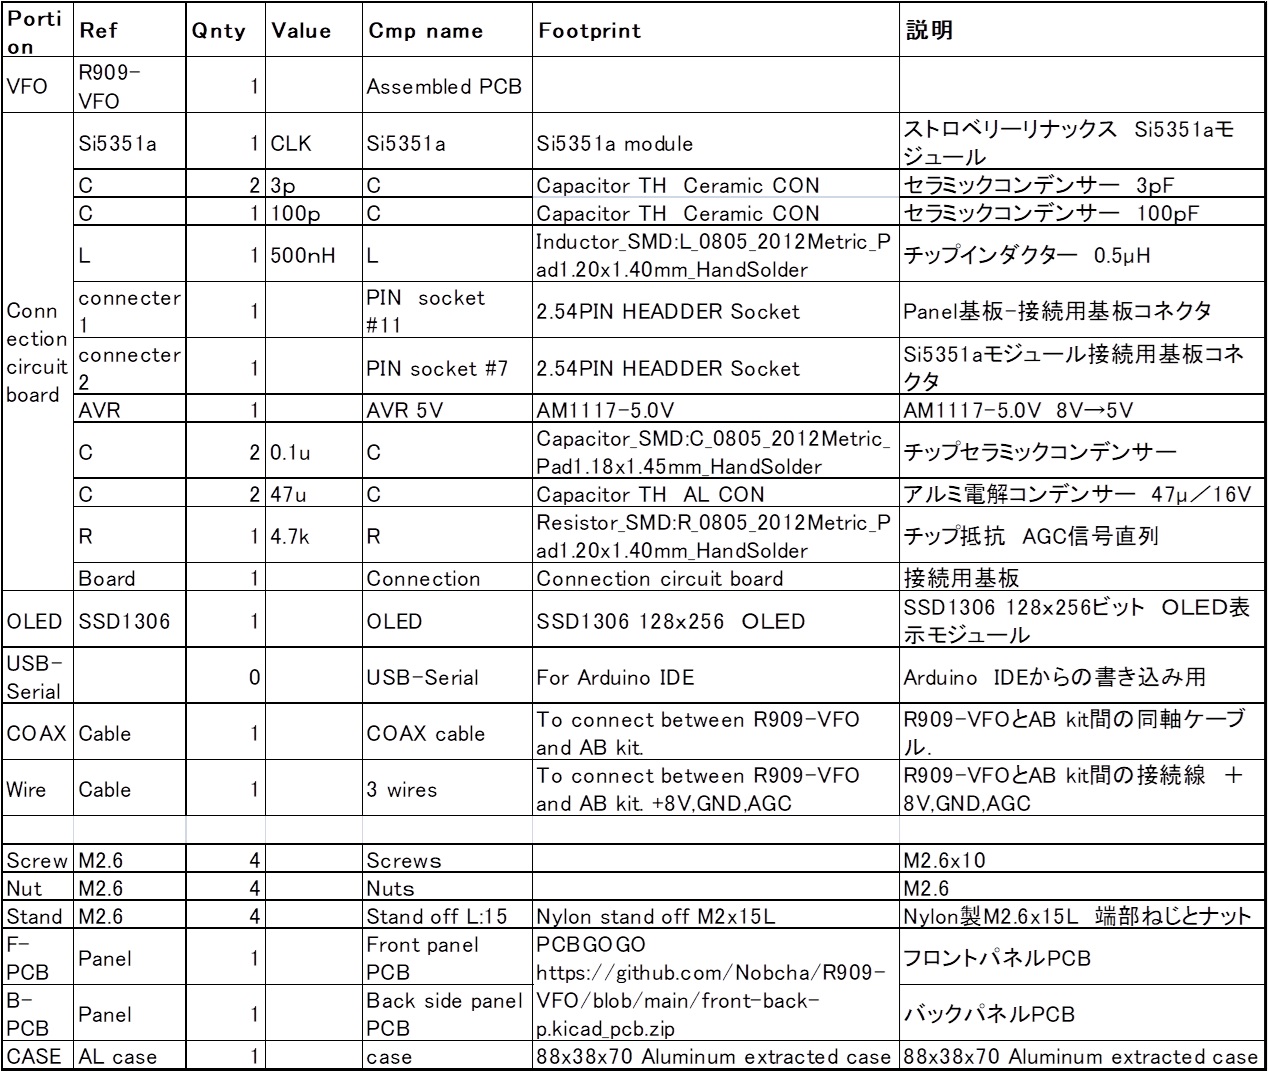 Porti
on Ref Qnty Value Cmp name Footprint 説明
VFO R909-
VFO 1 Assembled PCB
Conn
ection
circuit
board
Si5351a 1 CLK Si5351a Si5351a module ストロベリーリナックス Si5351aモ
ジュール
C 2 3p C Capacitor TH Ceramic CON セラミックコンデンサー 3pF
C 1 100p C Capacitor TH Ceramic CON セラミックコンデンサー 100pF
L 1 500nH L Inductor_SMD:L_0805_2012Metric_P
ad1.20x1.40mm_HandSolder チップインダクター 0.5μH
connecter
1 1 PIN socket
#11 2.54PIN HEADDER Socket Panel基板-接続用基板コネクタ
connecter
2 1 PIN socket #7 2.54PIN HEADDER Socket Si5351aモジュール接続用基板コネ
クタ
AVR 1 AVR 5V AM1117-5.0V AM1117-5.0V 8V→5V
C 2 0.1u C Capacitor_SMD:C_0805_2012Metric_
Pad1.18x1.45mm_HandSolder チップセラミックコンデンサー
C 2 47u C Capacitor TH AL CON アルミ電解コンデンサー 47μ／16V
R 1 4.7k R Resistor_SMD:R_0805_2012Metric_P
ad1.20x1.40mm_HandSolder チップ抵抗 AGC信号直列
Board 1 Connection Connection circuit board 接続用基板
OLED SSD1306 1 OLED SSD1306 128x256 ＯＬＥＤ SSD1306 128x256ビット ＯＬＥＤ表
示モジュール
USB-
Serial 0 USB-Serial For Arduino IDE Arduino IDEからの書き込み用
COAX Cable 1 COAX cable To connect between R909-VFO
and AB kit. R909-VFOとAB kit間の同軸ケーブ
ル.
Wire Cable 1 3 wires To connect between R909-VFO
and AB kit. +8V,GND,AGC R909-VFOとAB kit間の接続線 ＋
8V,GND,AGC
Screw M2.6 4 Screws M2.6x10
Nut M2.6 4 Nuts M2.6
Stand M2.6 4 Stand off L:15 Nylon stand off M2x15L Nylon製M2.6x15L 端部ねじとナット
F-
PCB Panel 1 Front panel
PCB フロントパネルPCB
PCBGOGO
https://github.com/Nobcha/R909-
VFO/blob/main/front-back-
p.kicad_pcb.zip
B-
PCB Panel 1 Back side panel
PCB バックパネルPCB
CASE AL case 1 case 88x38x70 Aluminum extracted case 88x38x70 Aluminum extracted case